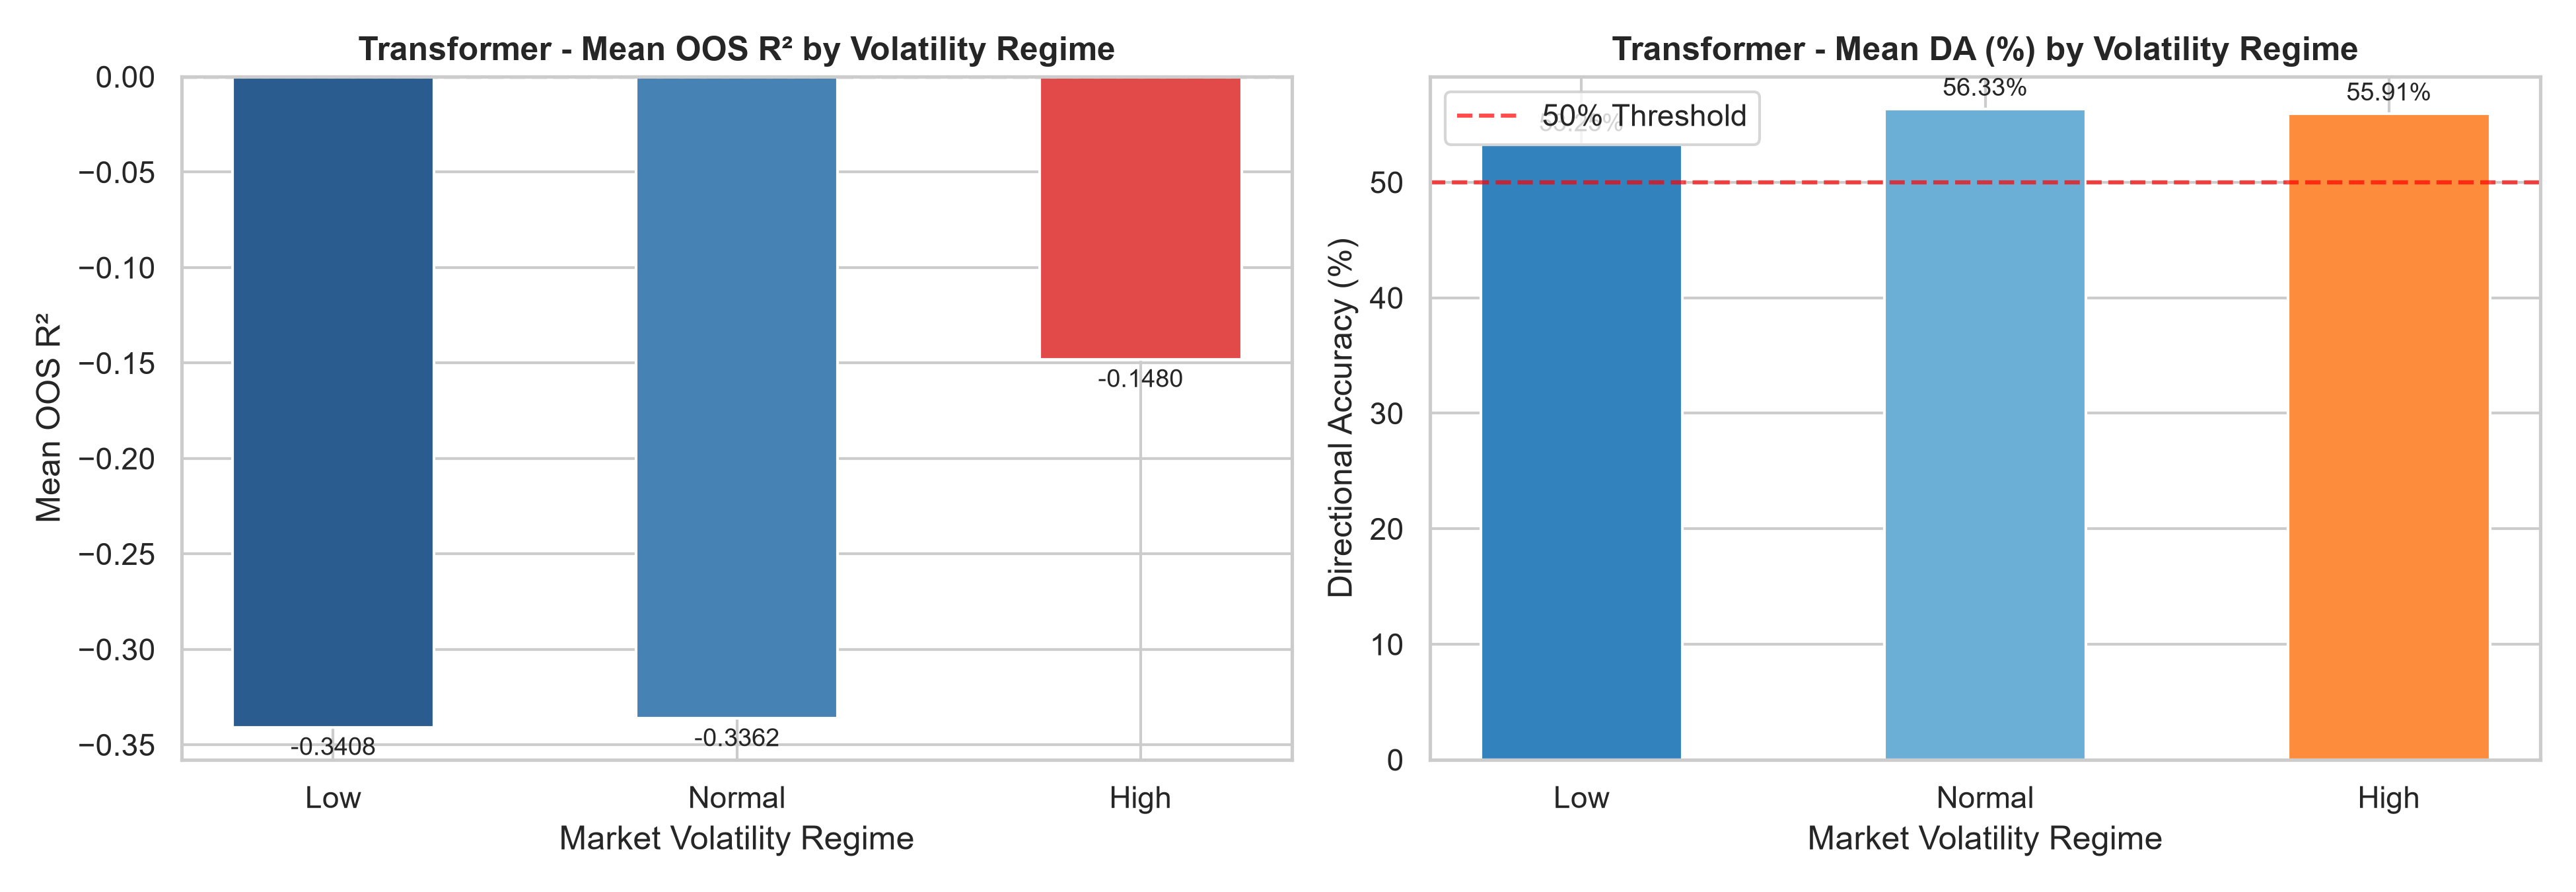 Transformer - Mean OOS R² by Volatility Regime
0.00
−0.05
−0.10
−0.15
−0.20
−0.25
−0.30
−0.35
Mean OOS R²
-0.3408
-0.3362
-0.1480
Low
Normal
High
Market Volatility Regime
Transformer - Mean DA (%) by Volatility Regime
50% Threshold
56.33%
55.91%
50
40
30
20
10
0
Directional Accuracy (%)
Low
Normal
High
Market Volatility Regime